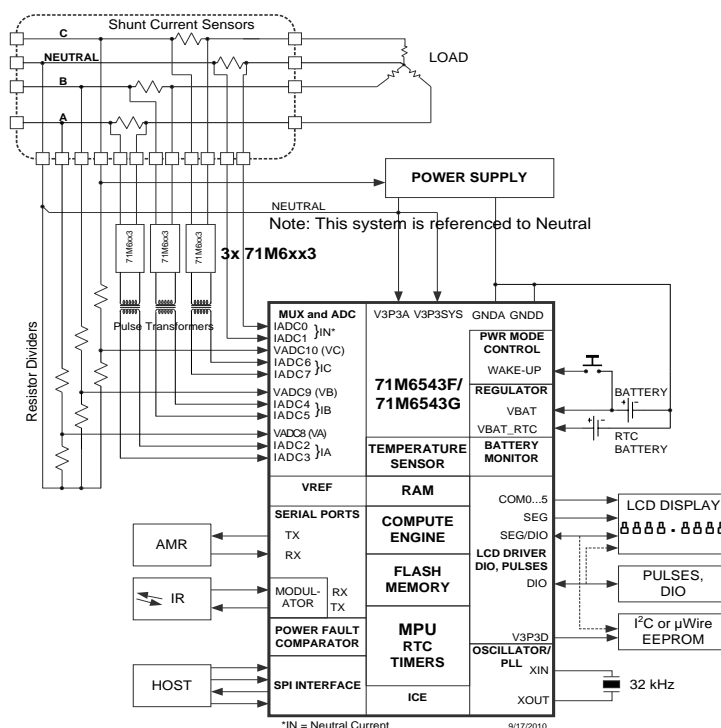 Shunt Current Sensors
C
NEUTRAL
B
A
LOAD
POWER SUPPLY
NEUTRAL
Note: This system is referenced to Neutral
71M6xx3
71M6xx3
71M6xx3
3x 71M6xx3
Pulse Transformers
Resistor Dividers
MUX and ADC
IADC0
IADC1
}IN*
VADC10 (VC)
IADC6
IADC7
}IC
VADC9 (VB)
IADC4
IADC5
}IB
VADC8 (VA)
IADC2
IADC3
}IA
V3P3A V3P3SYS
GNDA GNDD
71M6543F/
71M6543G
PWR MODE
CONTROL
WAKE-UP
REGULATOR
VBAT
VBAT_RTC
BATTERY
MONITOR
BATTERY
RTC
BATTERY
TEMPERATURE
SENSOR
VREF
RAM
SERIAL PORTS
TX
RX
AMR
COMPUTE
ENGINE
COM0...5
SEG
SEG/DIO
LCD DRIVER
DIO, PULSES
DIO
LCD DISPLAY
8888.8888
PULSES,
DIO
I²C or µWire
EEPROM
IR
MODUL-
ATOR
RX
TX
FLASH
MEMORY
POWER FAULT
COMPARATOR
MPU
RTC
TIMERS
V3P3D
OSCILLATOR/
PLL
XIN
XOUT
32 kHz
HOST
SPI INTERFACE
ICE
*IN = Neutral Current
9/17/2010